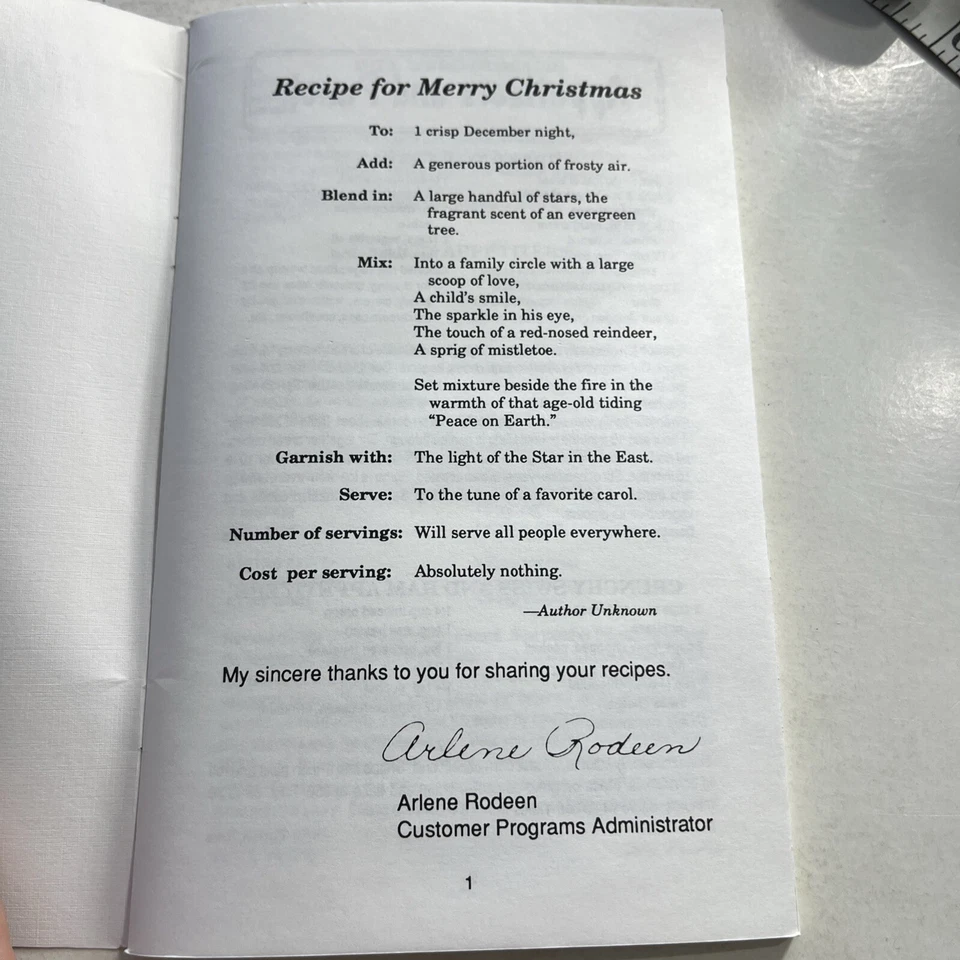 Recipe for Merry Christmas
To: 1 crisp December night,
Add: A generous portion of frosty air.
Blend in: A large handful of stars, the
fragrant scent of an evergreen
tree.
Mix: Into a family circle with a large
scoop of love,
A child's smile,
The sparkle in his eye,
The touch of a red-nosed reindeer,
A sprig of mistletoe.
Set mixture beside the fire in the
warmth of that age-old tiding
“Peace on Earth.”
Garnish with: The light of the Star in the East.
Serve: To the tune of a favorite carol.
Number of servings: Will serve all people everywhere.
Cost per serving: Absolutely nothing.
—Author Unknown
My sincere thanks to you for sharing your recipes.
Arlene Rodeen
Arlene Rodeen
Customer Programs Administrator
1